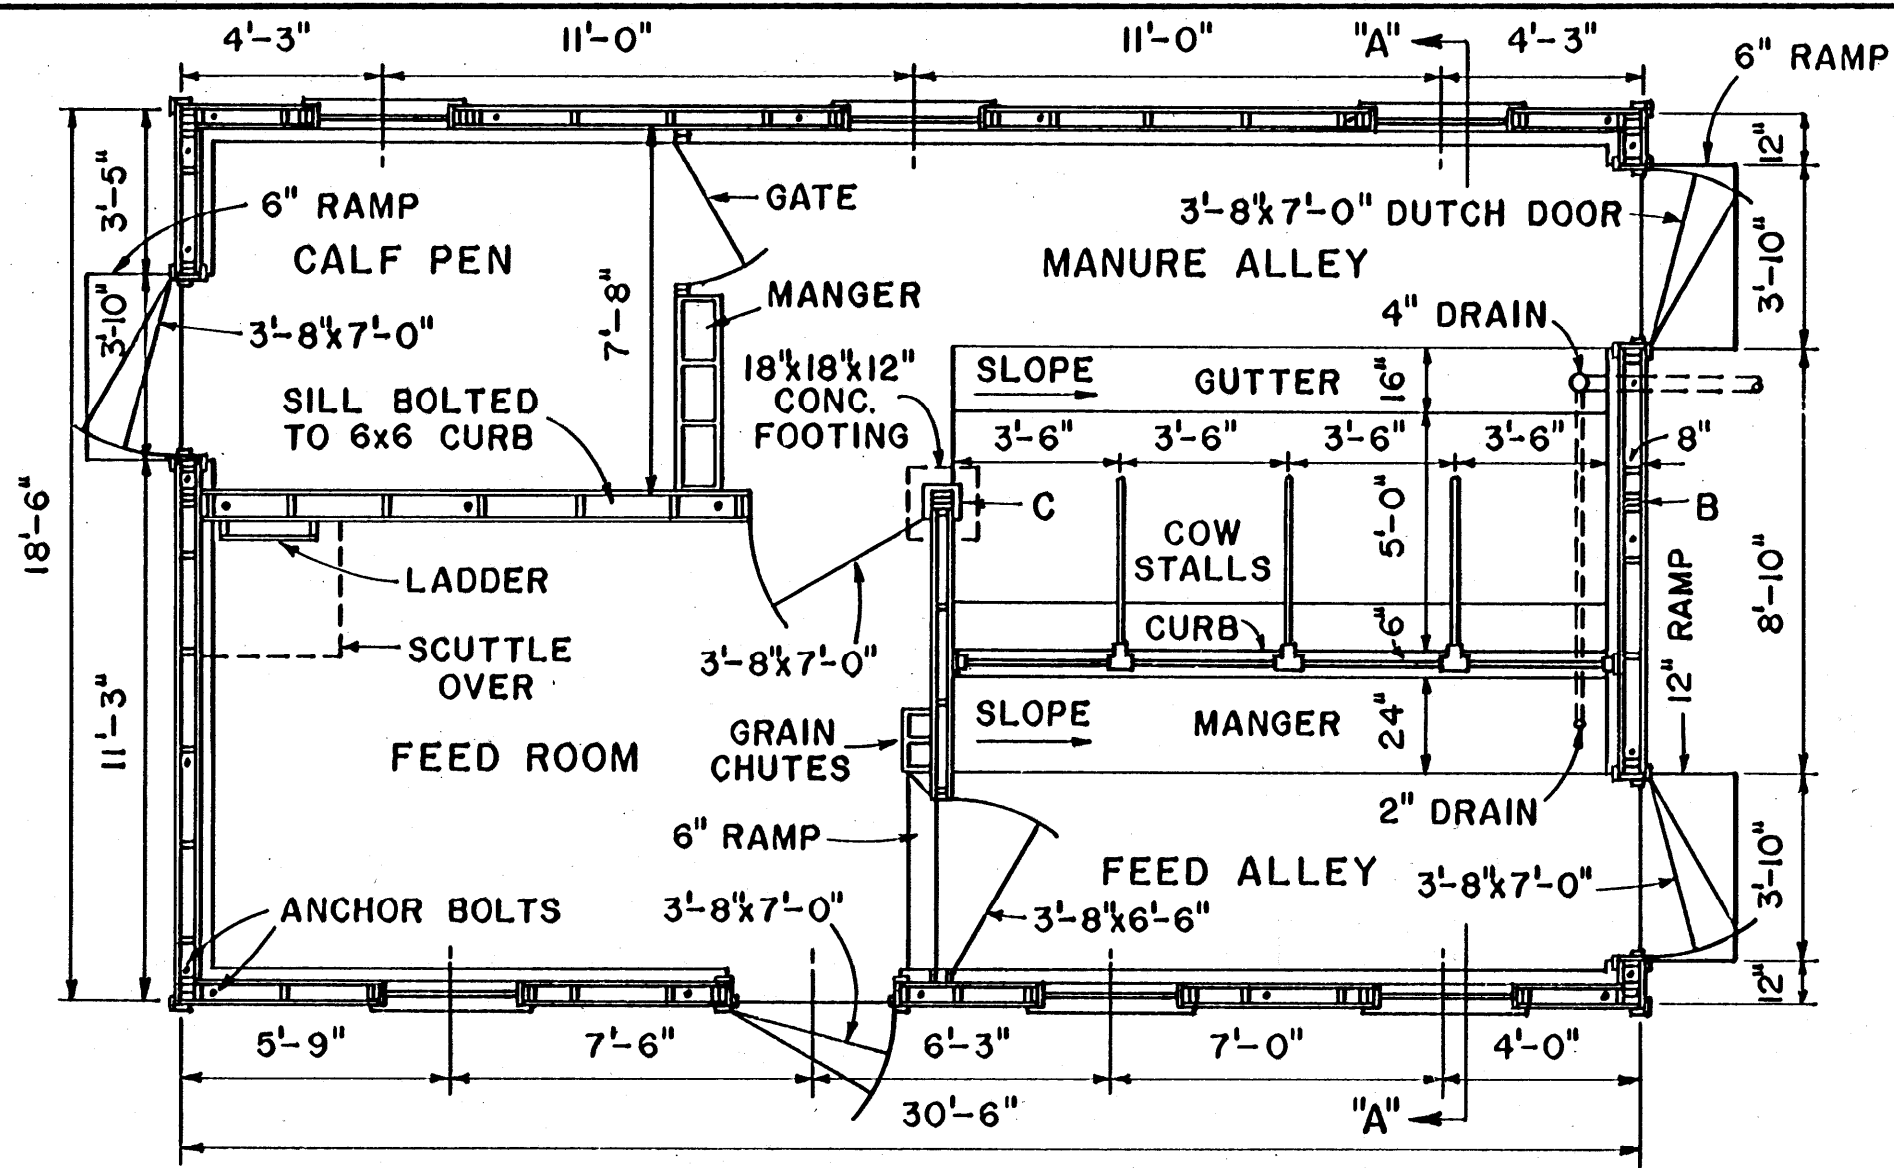 4'-3"
11'-0"
11'-0"
"A"
4'-3"
6" RAMP
12"
3'-5"
6" RAMP
GATE
3'-8"x7'-0" DUTCH DOOR
CALF PEN
MANURE ALLEY
3'-10"
3'-10"
3'-8"x7'-0"
7'-8"
MANGER
4" DRAIN
18"x18"x12"
CONC.
FOOTING
SLOPE
GUTTER
16"
SILL BOLTED
TO 6x6 CURB
3'-6"
3'-6"
3'-6"
3'-6"
8"
18'-6"
C
B
5'-0"
COW
STALLS
LADDER
12" RAMP
8'-10"
SCUTTLE
OVER
3'-8"x7'-0"
CURB
6"
11'-3"
SLOPE
MANGER
24"
GRAIN
CHUTES
FEED ROOM
2" DRAIN
6" RAMP
FEED ALLEY
3'-8"x7'-0"
3'-10"
ANCHOR BOLTS
3'-8"x7'-0"
3'-8"x6'-6"
12"
5'-9"
7'-6"
6'-3"
7'-0"
4'-0"
30'-6"
"A"